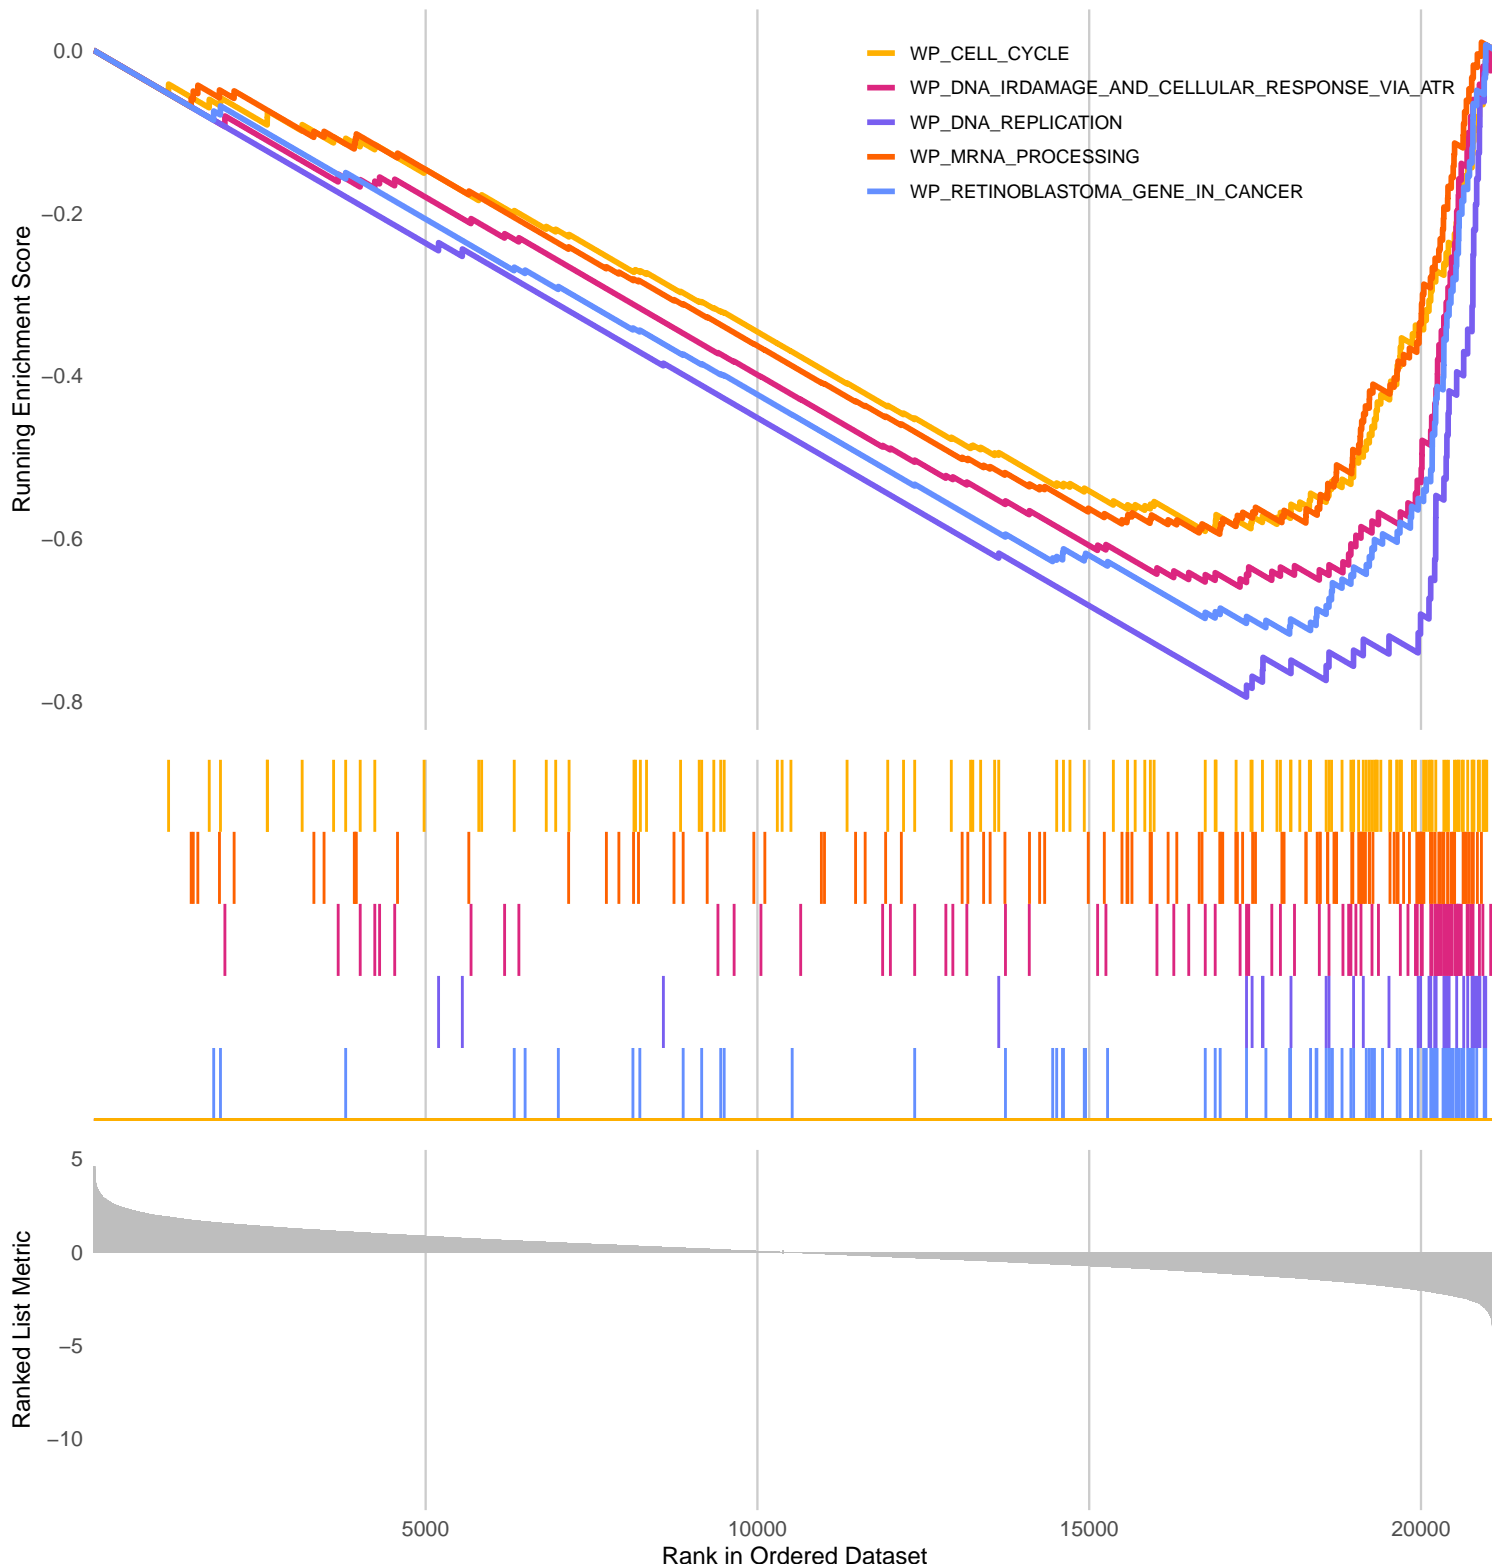 0.0
−0.2
−0.4
−0.6
−0.8
Running Enrichment Score
WP_CELL_CYCLE
WP_DNA_IRDAMAGE_AND_CELLULAR_RESPONSE_VIA_ATR
WP_DNA_REPLICATION
WP_MRNA_PROCESSING
WP_RETINOBLASTOMA_GENE_IN_CANCER
5
0
−5
−10
Ranked List Metric
5000 10000 15000 20000
Rank in Ordered Dataset